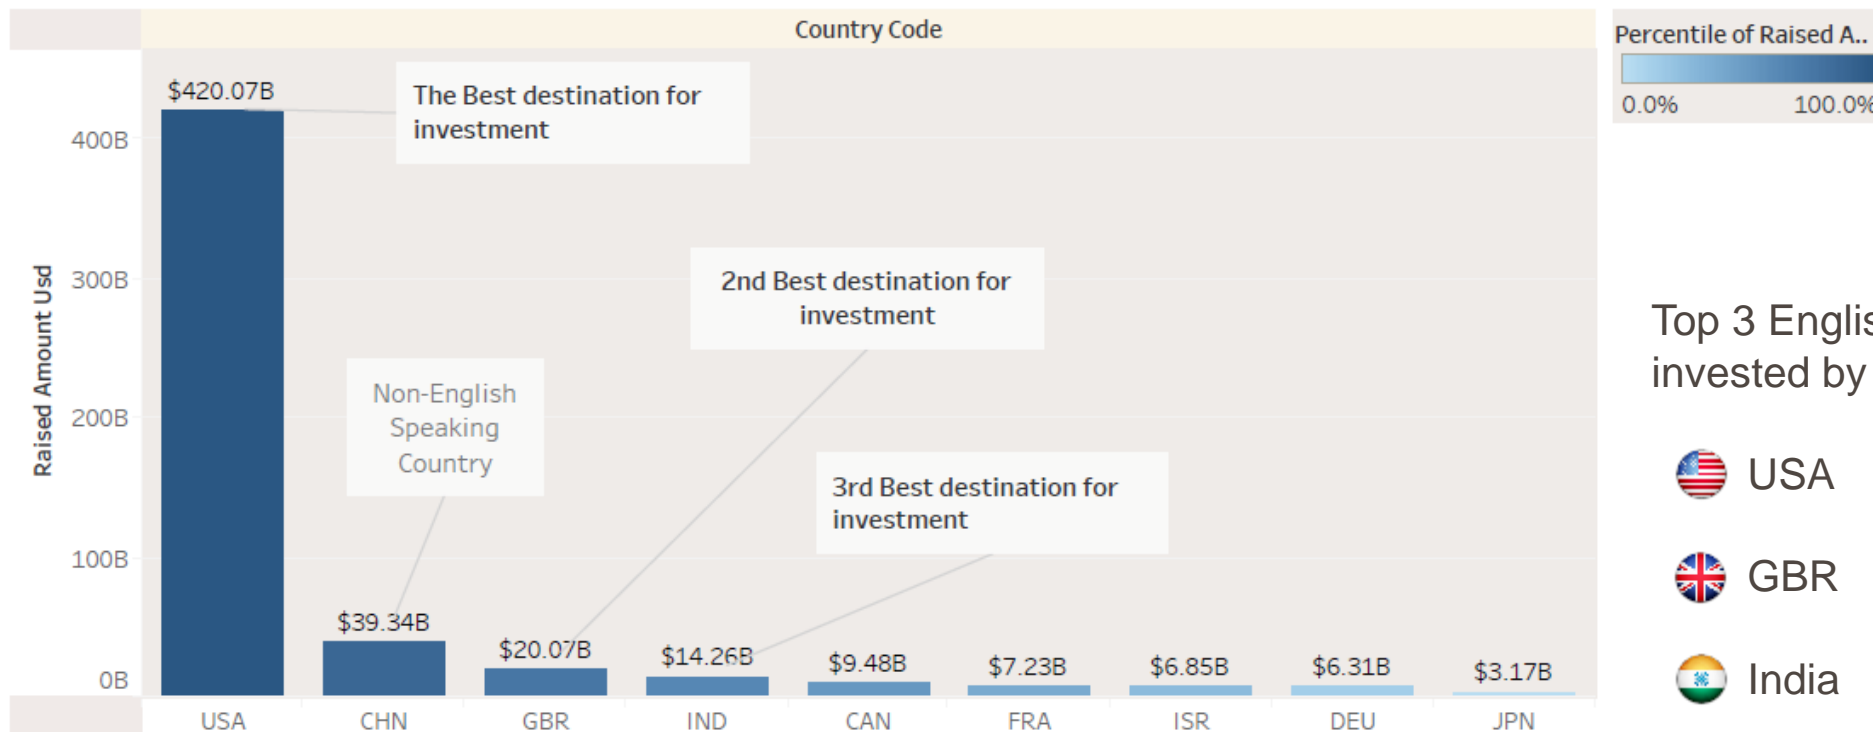 Country Code
Percentile of Raised A..
0.0%
100.0%
$420.07B
The Best destination for
investment
400B
300B
200B
100B
0B
Raised Amount Usd
2nd Best destination for
investment
Non-English
Speaking
Country
3rd Best destination for
investment
$39.34B
$20.07B
$14.26B
$9.48B
$7.23B
$6.85B
$6.31B
$3.17B
USA
CHN
GBR
IND
CAN
FRA
ISR
DEU
JPN
Top 3 Englis
invested by
USA
GBR
India